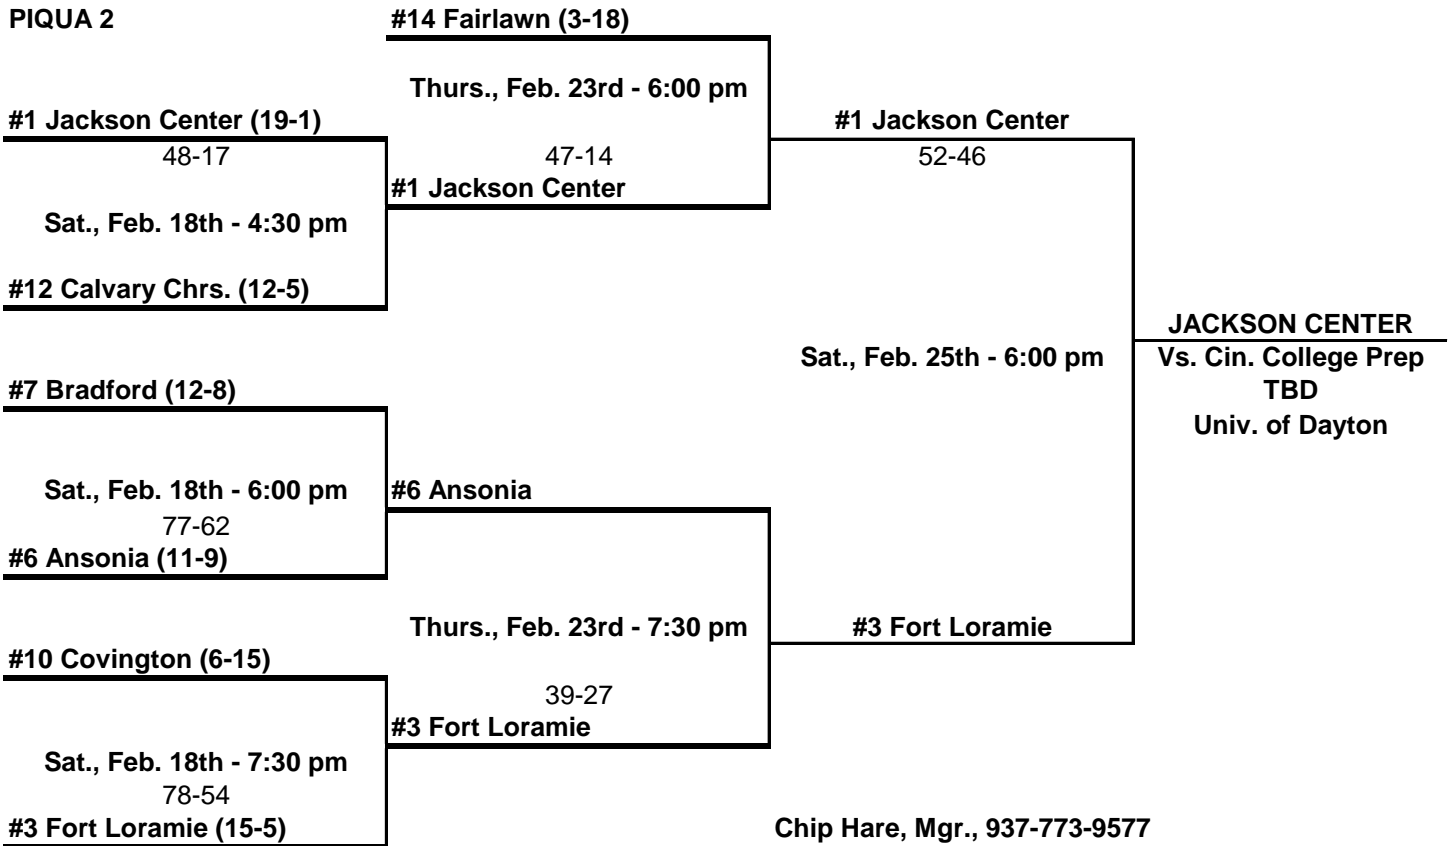 PIQUA 2
#14 Fairlawn (3-18)
Thurs., Feb. 23rd - 6:00 pm
#1 Jackson Center (19-1)
#1 Jackson Center
48-17
47-14
52-46
#1 Jackson Center
Sat., Feb. 18th - 4:30 pm
#12 Calvary Chrs. (12-5)
JACKSON CENTER
Sat., Feb. 25th - 6:00 pm
Vs. Cin. College Prep
#7 Bradford (12-8)
TBD
Univ. of Dayton
Sat., Feb. 18th - 6:00 pm
#6 Ansonia
77-62
#6 Ansonia (11-9)
Thurs., Feb. 23rd - 7:30 pm
#3 Fort Loramie
#10 Covington (6-15)
39-27
#3 Fort Loramie
Sat., Feb. 18th - 7:30 pm
78-54
#3 Fort Loramie (15-5)
Chip Hare, Mgr., 937-773-9577